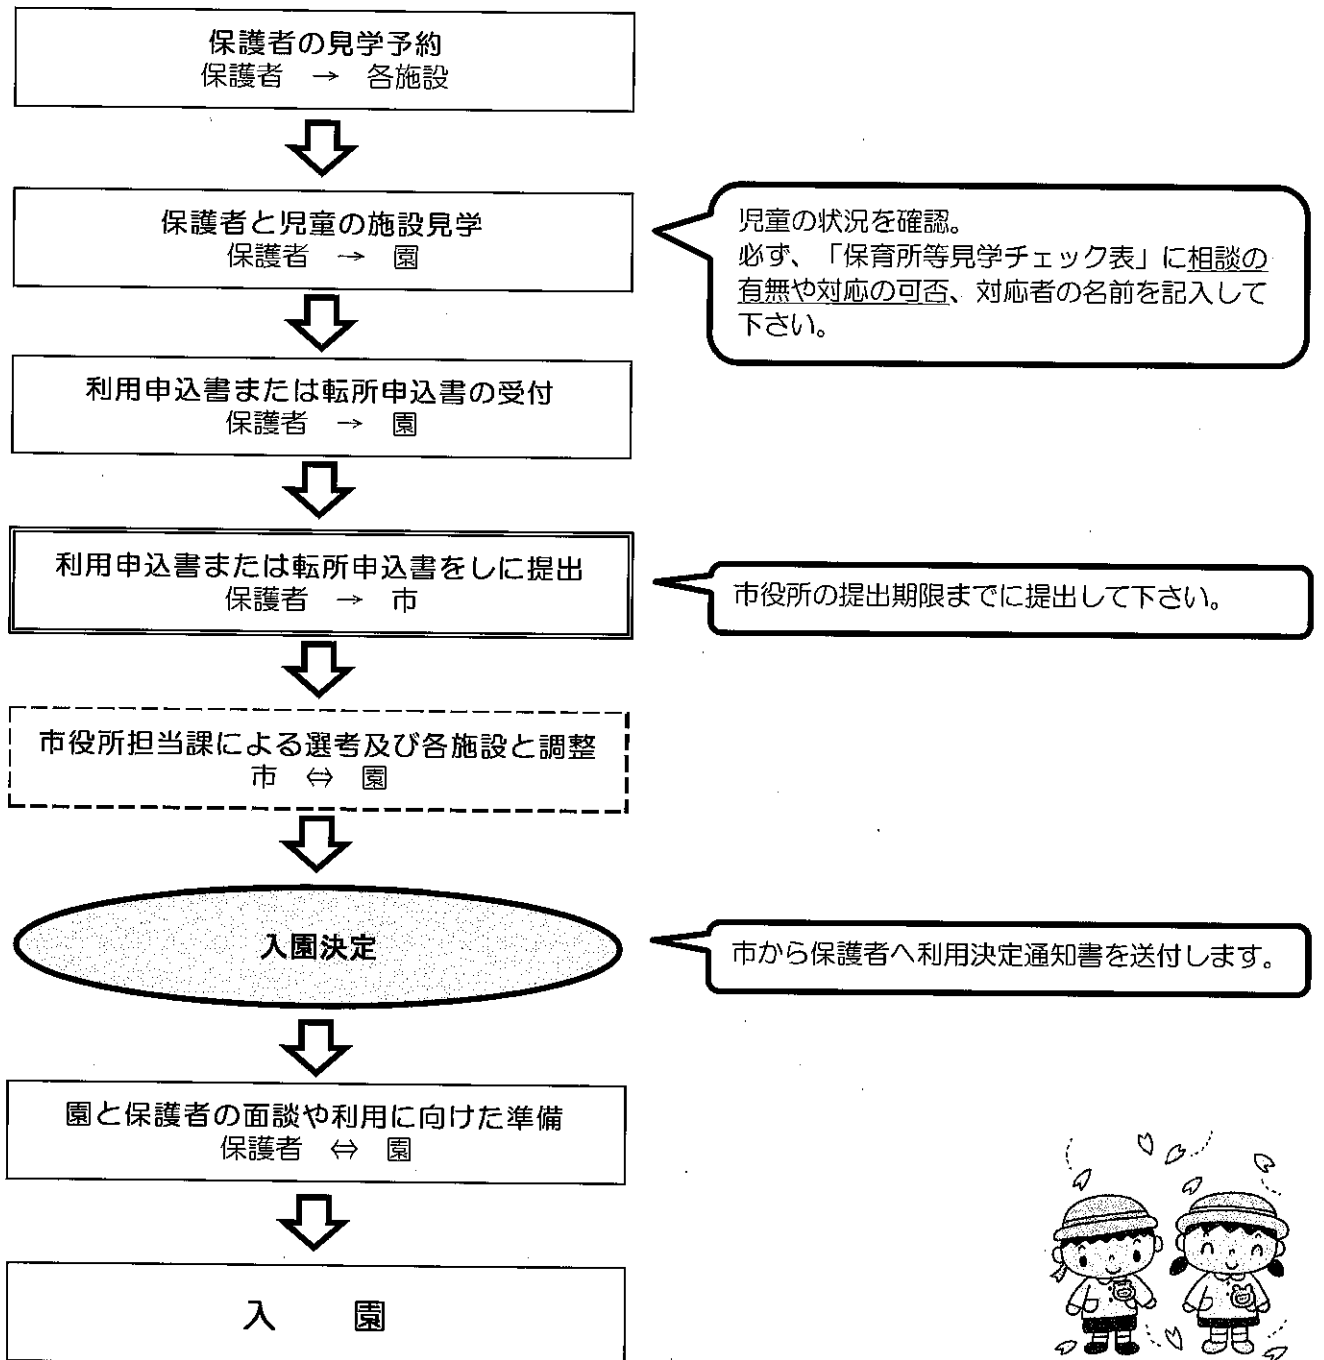 保護者の見学予約
保護者 → 各施設
保護者と児童の施設見学
保護者 → 園
児童の状況を確認。
必ず、「保育所等見学チェック表」に相談の
有無や対応の可否、対応者の名前を記入して
下さい。
利用申込書または転所申込書の受付
保護者 → 園
利用申込書または転所申込書をしに提出
保護者 → 市
市役所の提出期限までに提出して下さい。
市役所担当課による選考及び各施設と調整
市 ⇔ 園
入園決定
市から保護者へ利用決定通知書を送付します。
園と保護者の面談や利用に向けた準備
保護者 ⇔ 園
入 園